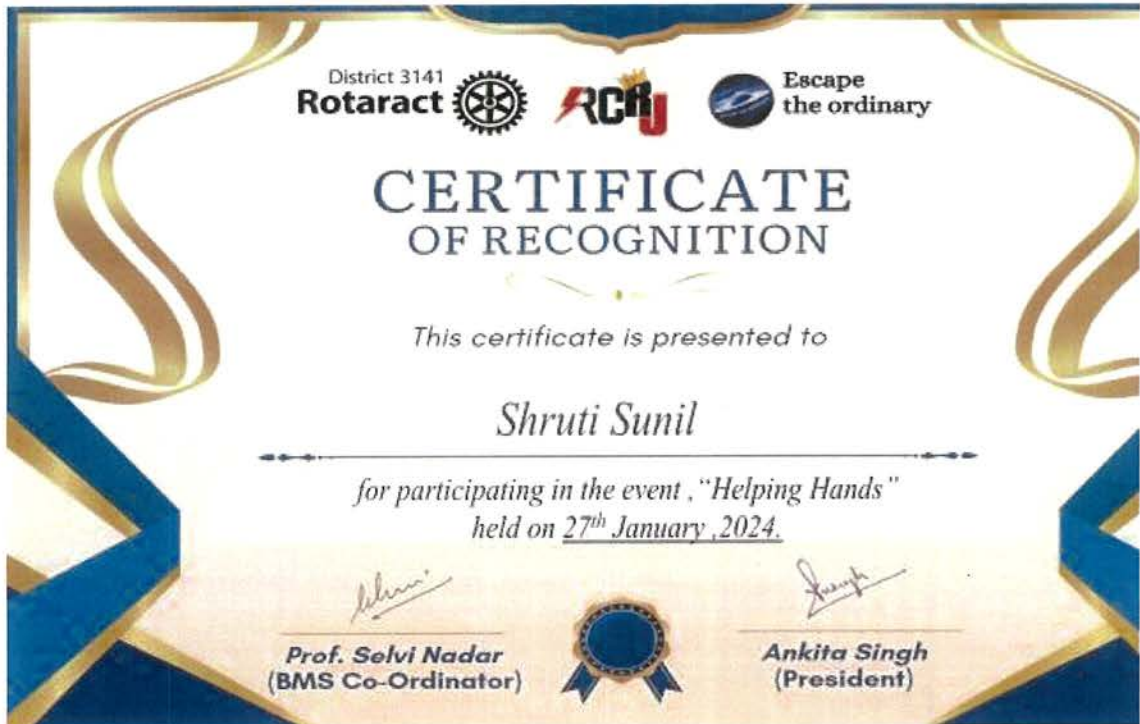 District 3141
Rotaract
RCRJ
Escape
the ordinary
CERTIFICATE
OF RECOGNITION
This certificate is presented to
Shruti Sunil
for participating in the event , “Helping Hands”
held on 27th January ,2024.
Prof. Selvi Nadar
(BMS Co-Ordinator)
Ankita Singh
(President)